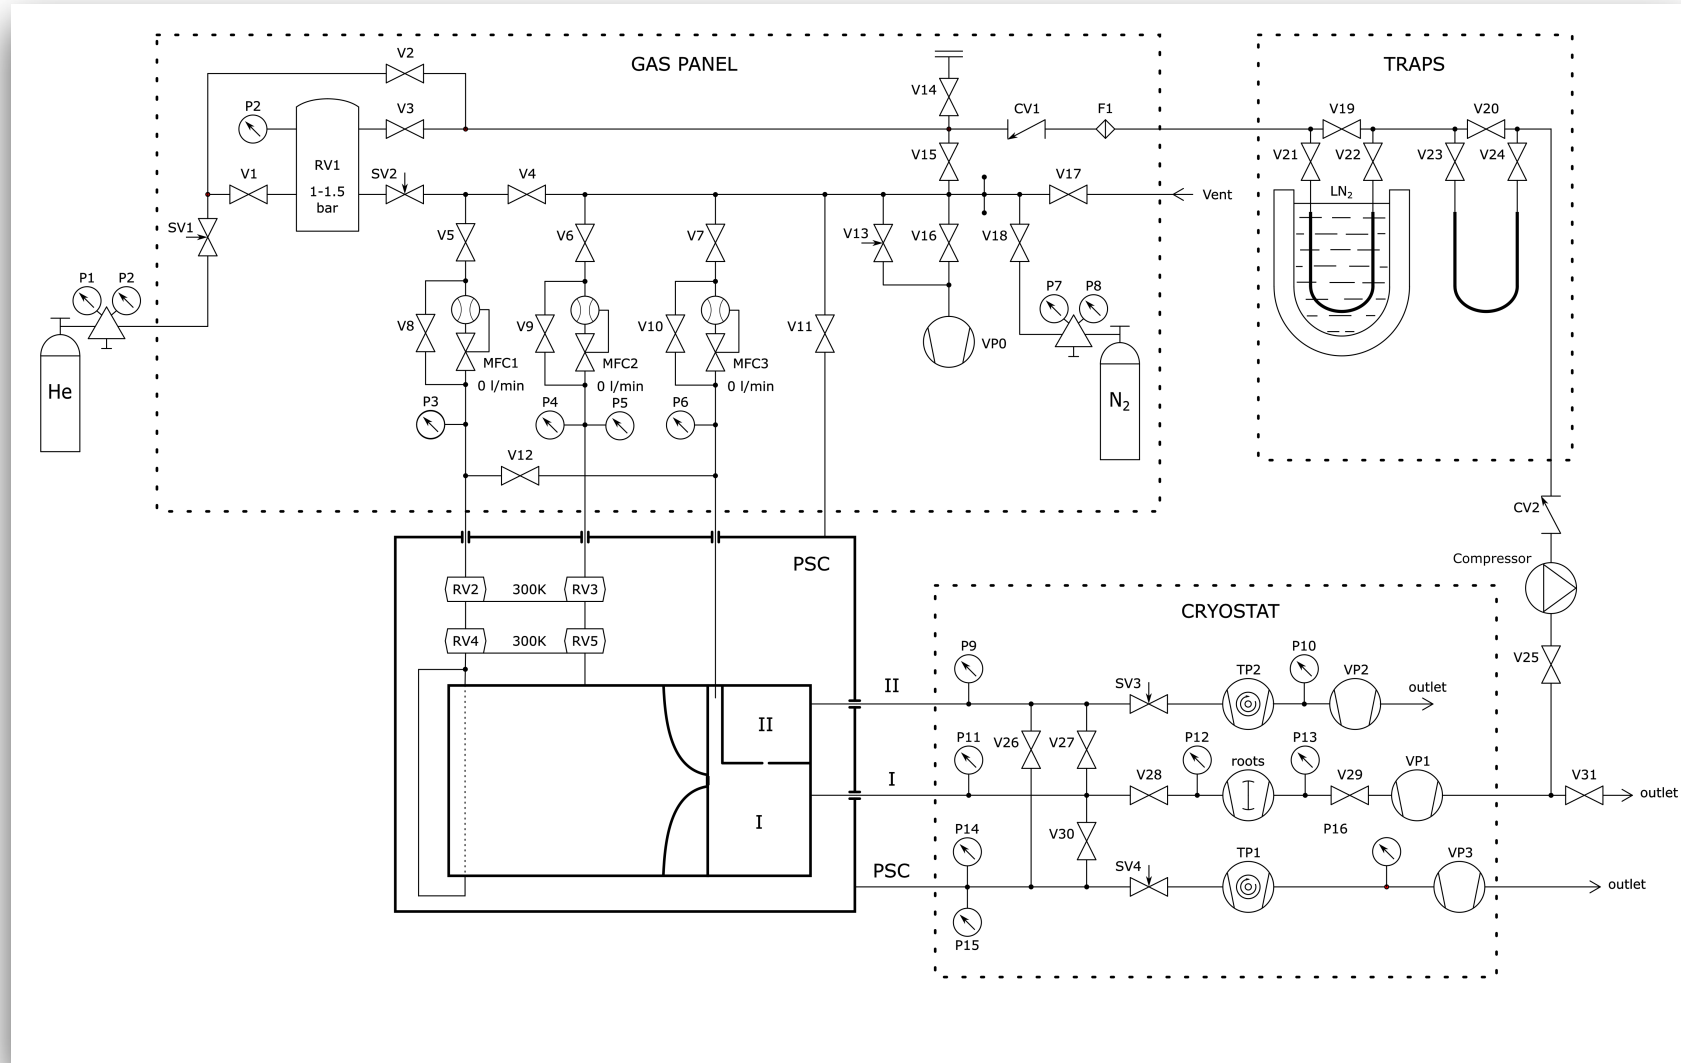 GAS PANEL
TRAPS
V2
P2
V3
V14
CV1
F1
V19
V20
V15
V21
V22
V23
V24
V1
RV1
1-1.5
bar
SV2
V4
V17
Vent
LN2
SV1
V5
V6
V7
V13
V16
V18
P1
P2
P7
P8
V8
V9
V10
V11
VP0
MFC1
MFC2
MFC3
0 l/min
0 l/min
0 l/min
He
N2
P3
P4
P5
P6
V12
CV2
PSC
Compressor
RV2
300K
RV3
CRYOSTAT
RV4
300K
RV5
P9
P10
V25
II
SV3
TP2
VP2
outlet
II
P11
V26
V27
P12
P13
roots
I
V28
V29
VP1
V31
outlet
I
P14
V30
P16
PSC
SV4
TP1
VP3
outlet
P15